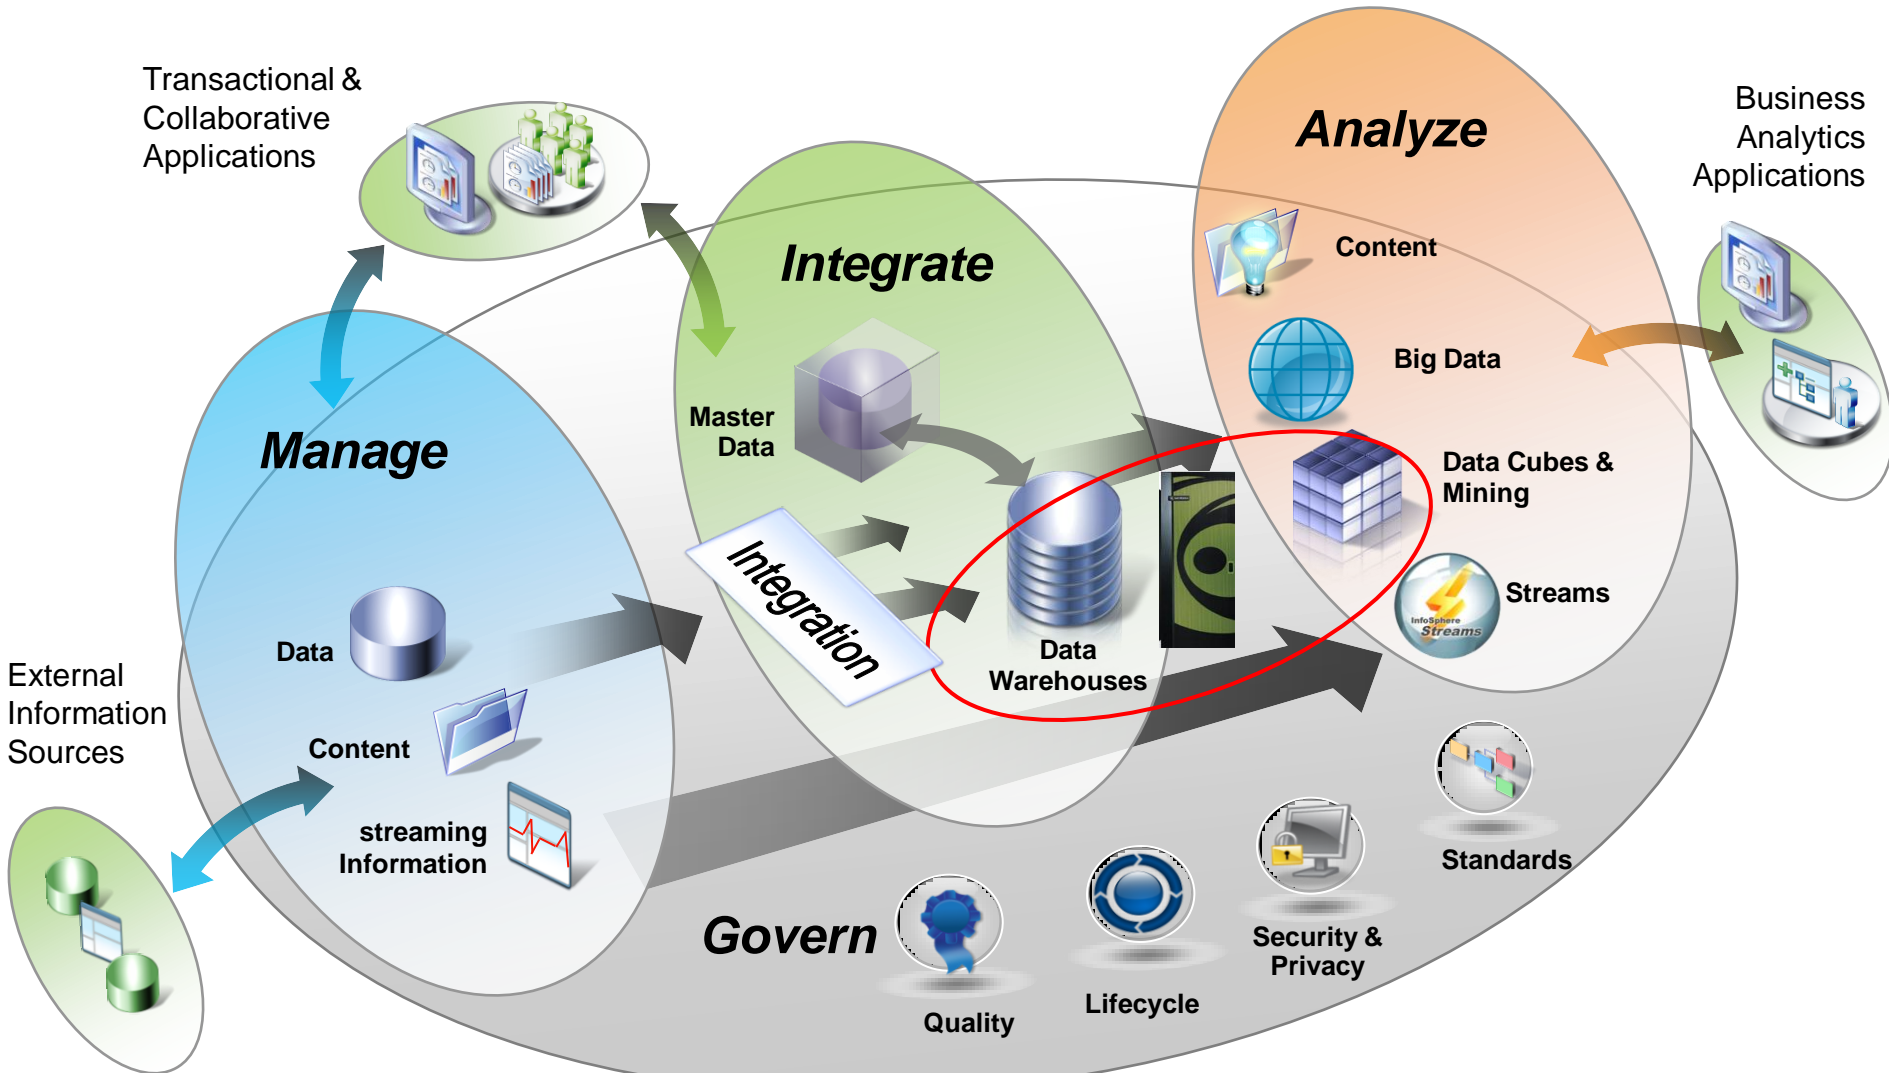 Transactional &
Collaborative
Applications
Analyze
Business
Analytics
Applications
Integrate
Content
Big Data
Manage
Master
Data
Data Cubes &
Mining
Integration
InfoSphere
Streams
Streams
Data
Data
Warehouses
External
Information
Sources
Content
streaming
Information
Standards
Govern
Security &
Privacy
Lifecycle
Quality